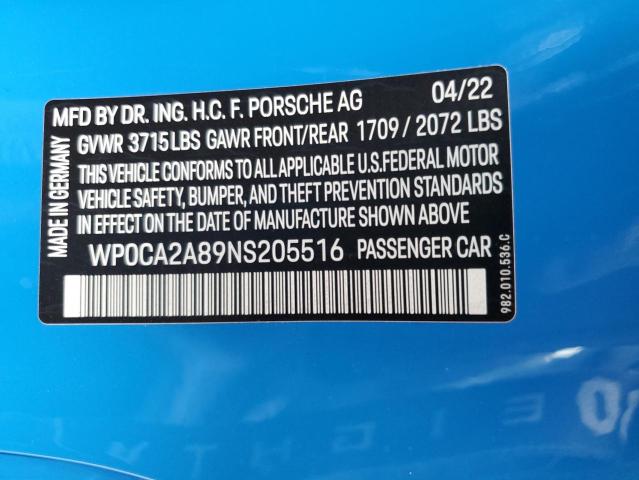 MFD BY DR. ING. H.C. F. PORSCHE AG 04/22
GVWR 3715LBS GAWR FRONT/REAR 1709/2072 LBS
THIS VEHICLE CONFORMS TO ALL APPLICABLE U.S.FEDERAL MOTOR
VEHICLE SAFETY, BUMPER, AND THEFT PREVENTION STANDARDS
IN EFFECT ON THE DATE OF MANUFACTURE SHOWN ABOVE
WP0CA2A89NS205516 PASSENGER CAR
MADE IN GERMANY
982.010.536.C